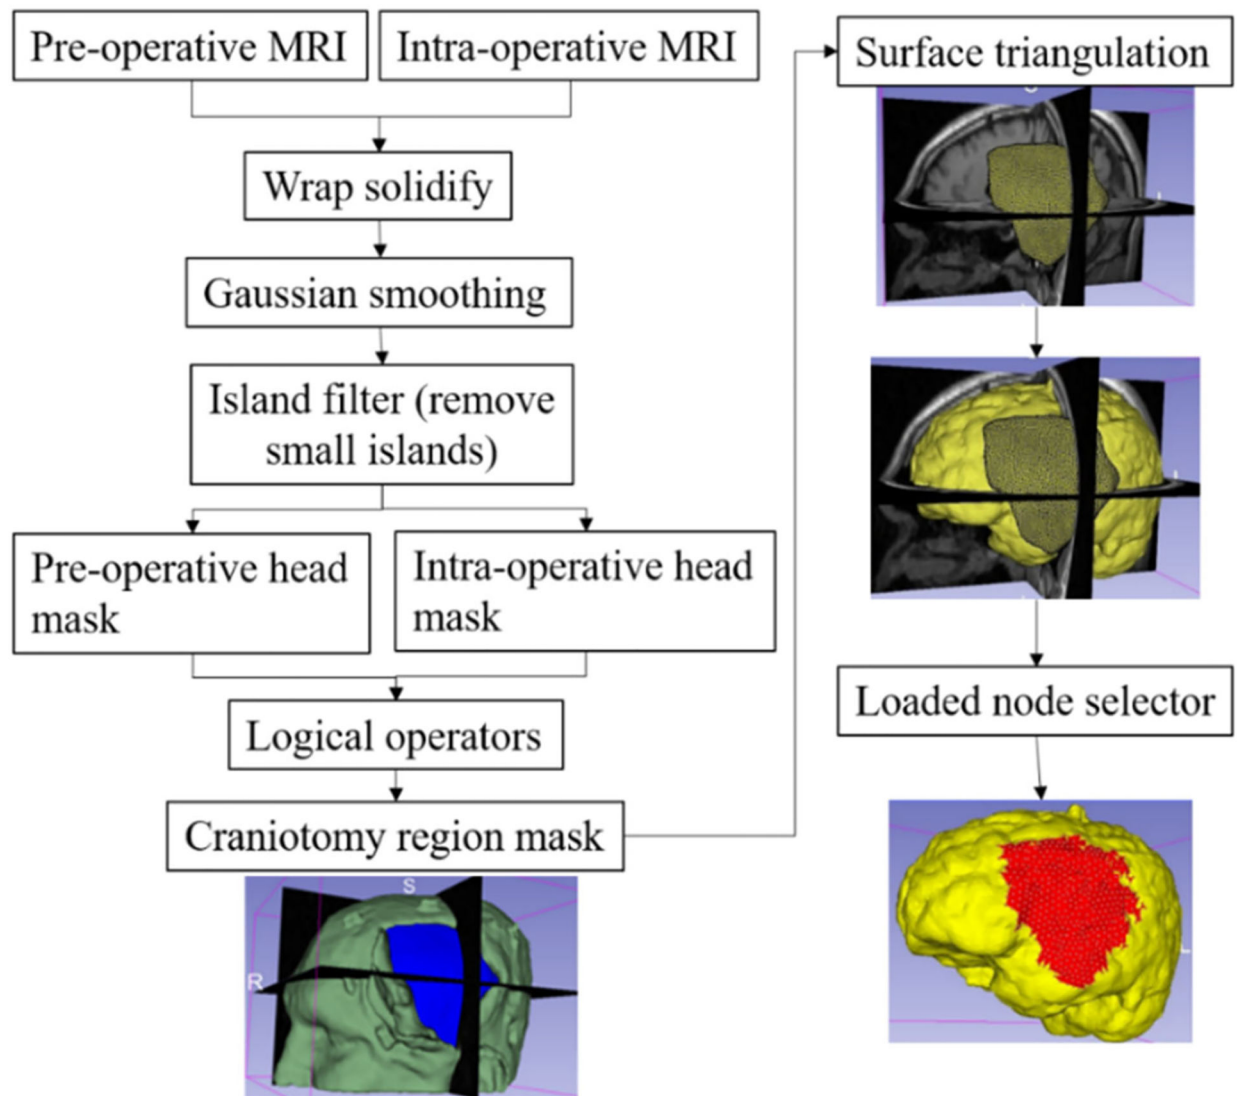 Pre-operative MRI
Intra-operative MRI
Wrap solidify
Gaussian smoothing
Island filter (remove
small islands)
Pre-operative head
mask
Intra-operative head
mask
Logical operators
Craniotomy region mask
S
R
Surface triangulation
Loaded node selector
L